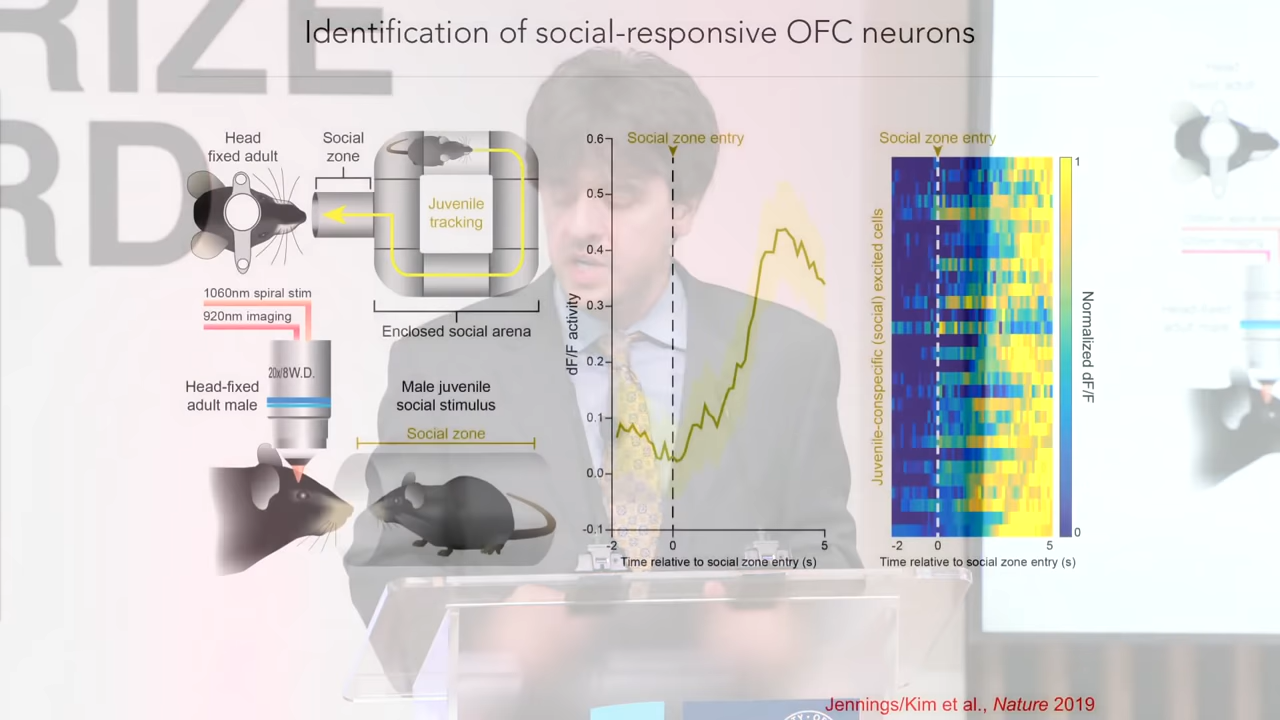 Identification of social-responsive OFC neurons
RIZE
RD
Head
fixed adult
Social
zone
Juvenile
tracking
Enclosed social arena
1060nm spiral stim
920nm imaging
20x/8W.D.
Head-fixed
adult male
Male juvenile
social stimulus
Social zone
Social zone entry
dF/F activity
0.6
0.5
0.4
0.3
0.2
0.1
0.0
-0.1
-2
0
5
Time relative to social zone entry (s)
Social zone entry
Juvenile-conspecific (social) excited cells
-2
0
5
Time relative to social zone entry (s)
1
0
Normalized dF/F
Jennings/Kim et al., Nature 2019